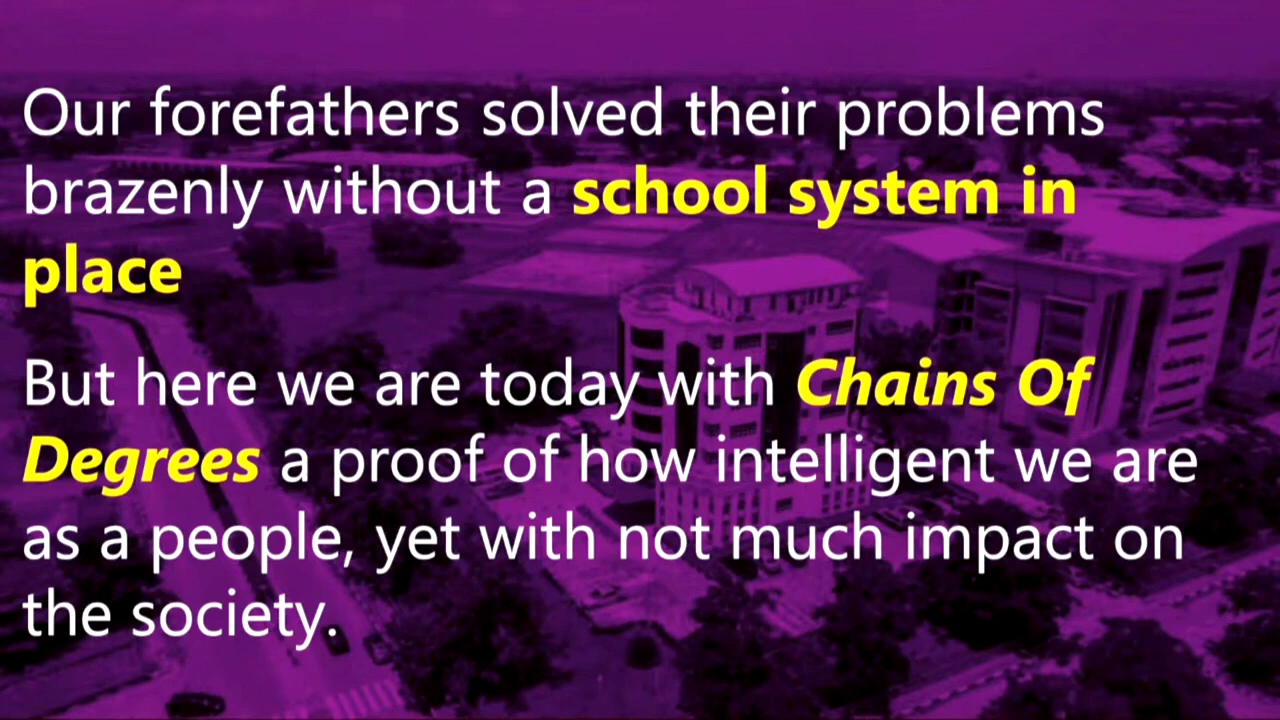 Our forefathers solved their problems
brazenly without a school system in
place
But here we are today with Chains Of
Degrees a proof of how intelligent we are
as a people, yet with not much impact on
the society.